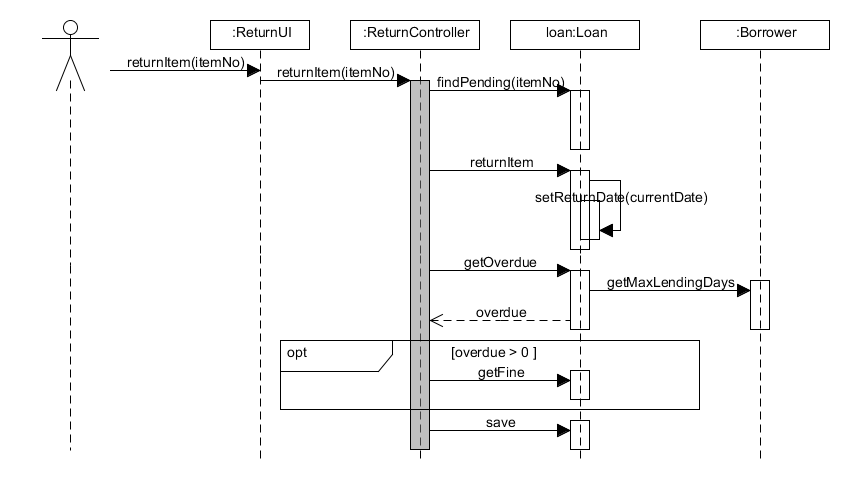 :ReturnUI
:ReturnController
loan:Loan
:Borrower
returnItem(itemNo)
returnItem(itemNo)
findPending(itemNo)
returnItem
setReturnDate(currentDate)
getOverdue
getMaxLendingDays
overdue
opt
[overdue > 0 ]
getFine
save